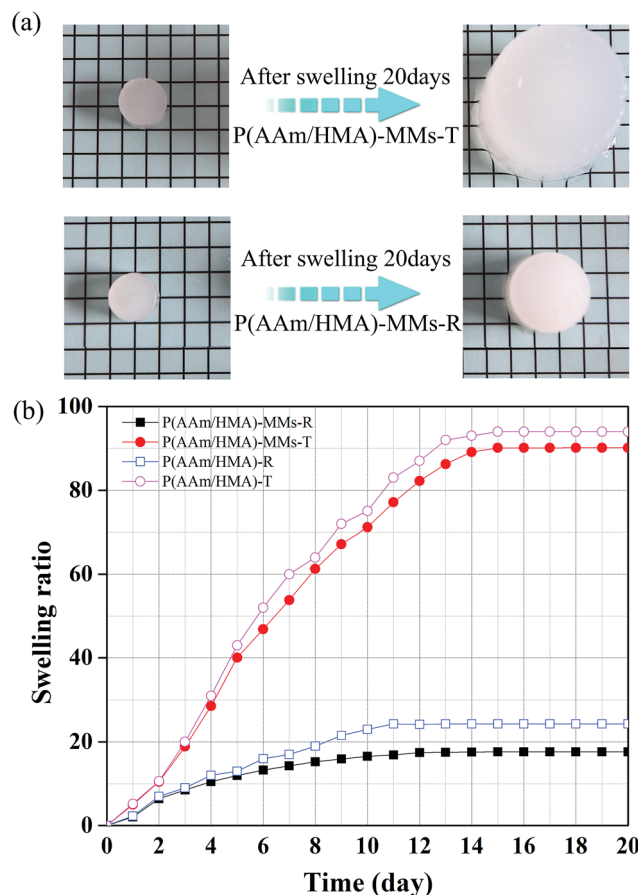 (a)
After swelling 20days
P(AAm/HMA)-MMs-T
After swelling 20days
P(AAm/HMA)-MMs-R
(b)
100
80
60
40
20
0
Swelling ratio
P(AAm/HMA)-MMs-R
P(AAm/HMA)-MMs-T
P(AAm/HMA)-R
P(AAm/HMA)-T
0 2 4 6 8 10 12 14 16 18 20
Time (day)